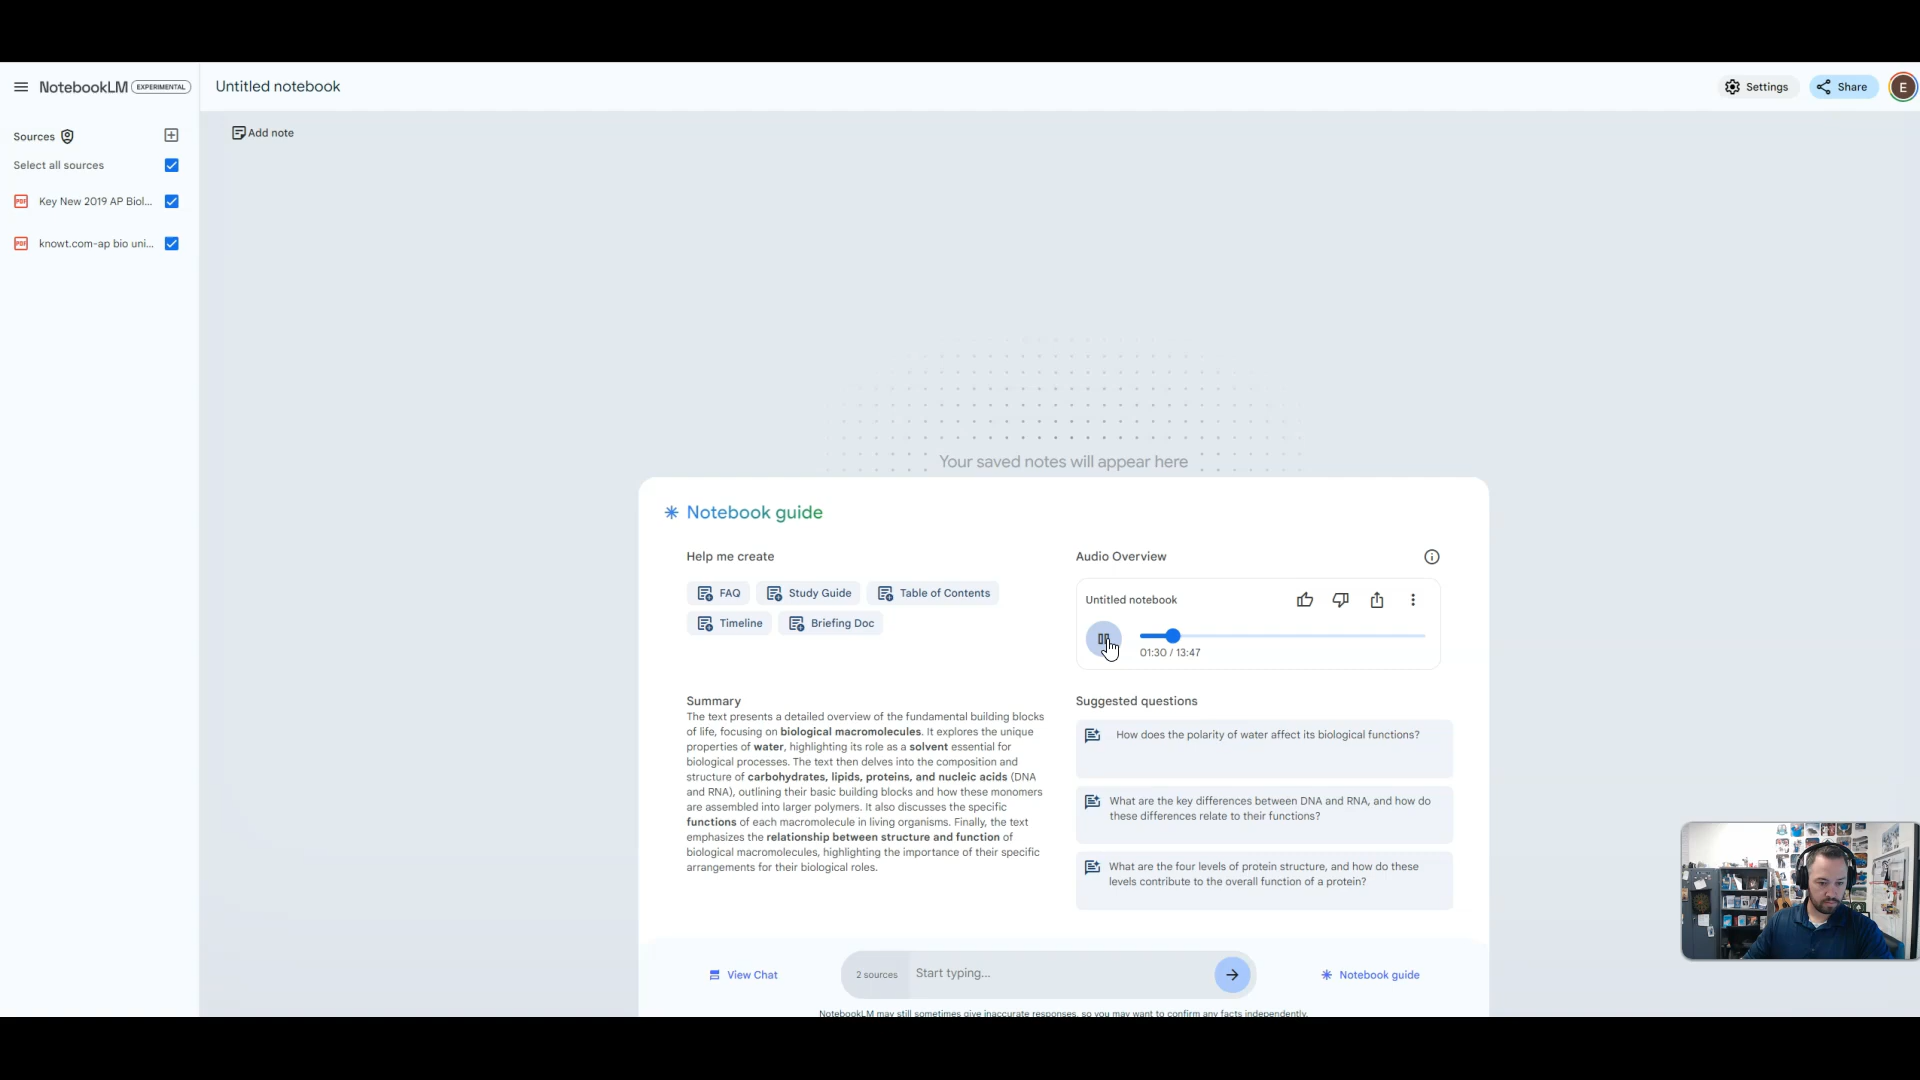 NotebookLM EXPERIMENTAL
Untitled notebook
Settings
Share
E
Sources
Select all sources
PDF Key New 2019 AP Biol...
PDF knowt.com-ap bio uni...
Add note
Your saved notes will appear here
Notebook guide
Help me create
FAQ
Study Guide
Table of Contents
Timeline
Briefing Doc
Audio Overview
Untitled notebook
01:30 / 13:47
Summary
The text presents a detailed overview of the fundamental building blocks
of life, focusing on biological macromolecules. It explores the unique
properties of water, highlighting its role as a solvent essential for
biological processes. The text then delves into the composition and
structure of carbohydrates, lipids, proteins, and nucleic acids (DNA
and RNA), outlining their basic building blocks and how these monomers
are assembled into larger polymers. It also discusses the specific
functions of each macromolecule in living organisms. Finally, the text
emphasizes the relationship between structure and function of
biological macromolecules, highlighting the importance of their specific
arrangements for their biological roles.
Suggested questions
How does the polarity of water affect its biological functions?
What are the key differences between DNA and RNA, and how do
these differences relate to their functions?
What are the four levels of protein structure, and how do these
levels contribute to the overall function of a protein?
View Chat
2 sources
Start typing...
Notebook guide
NotebookLM may still sometimes give inaccurate responses, so you may want to confirm any facts independently.